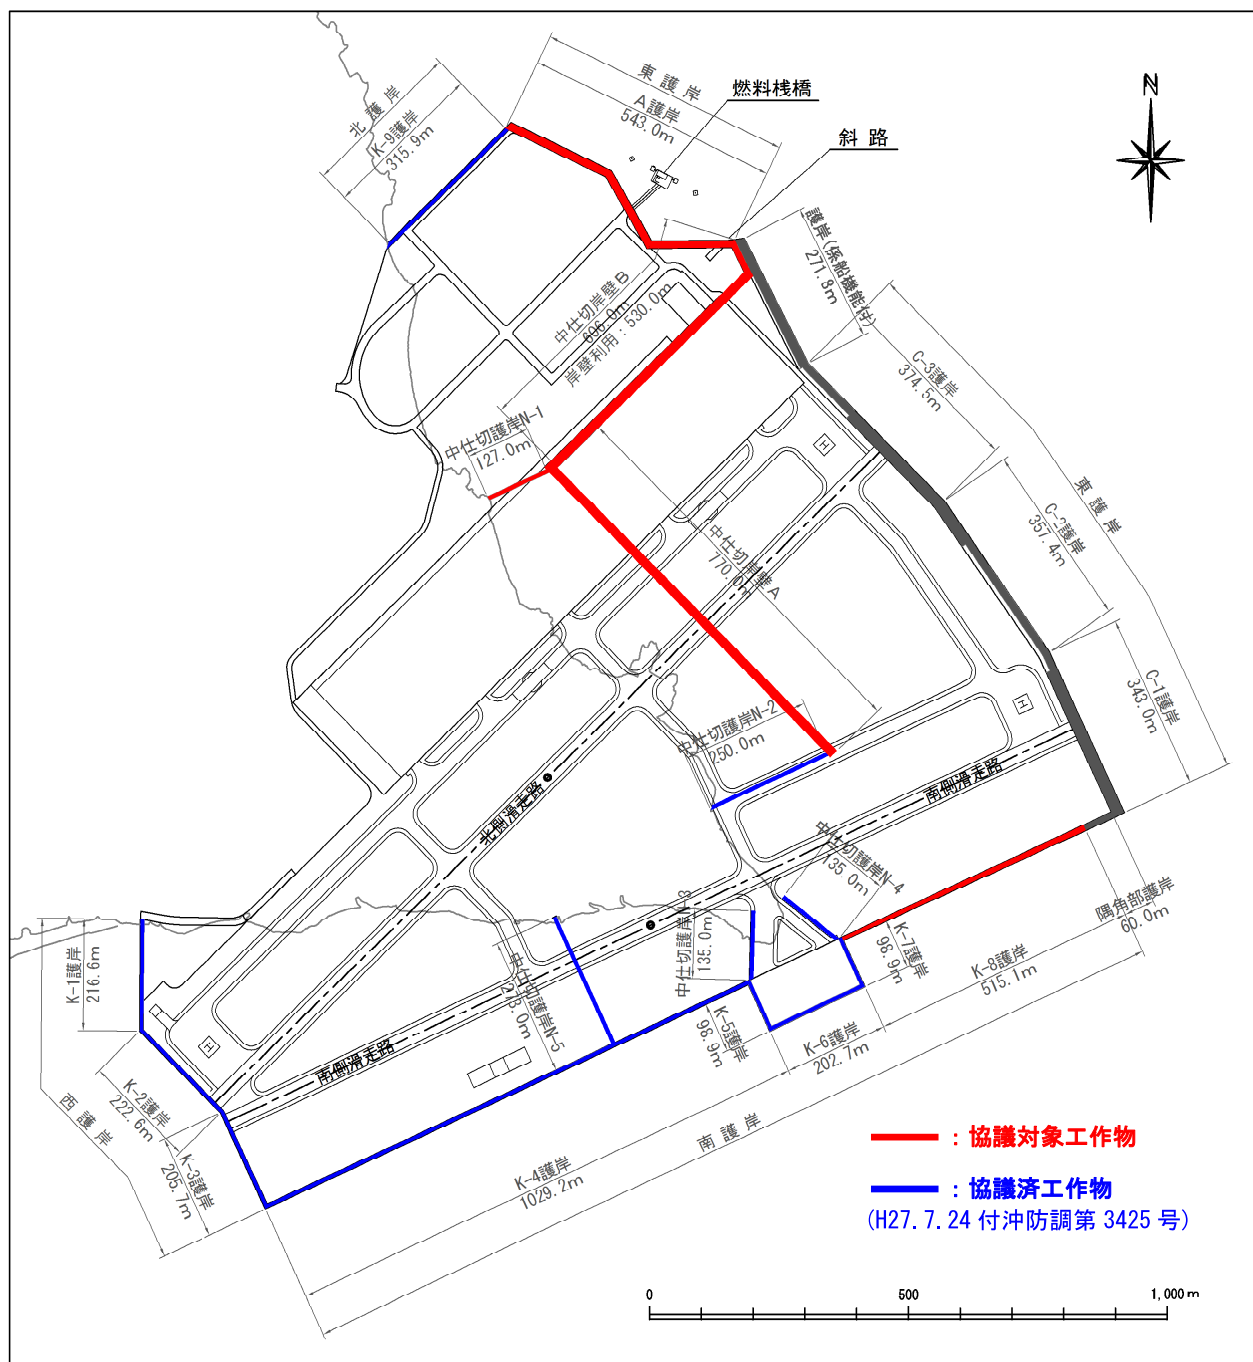 N
東護岸
A護岸
543.0m
燃料桟橋
斜路
北護岸
K-9護岸
315.9m
護岸(係船機能付)
271.8m
中仕切岸壁B
696.0m
岸壁利用：530.0m
C-3護岸
374.5m
中仕切護岸N-1
127.0m
H
東護岸
C-2護岸
357.4m
中仕切岸壁A
770.0m
C-1護岸
343.0m
H
中仕切護岸N-2
250.0m
南側滑走路
北側滑走路
中仕切護岸N-4
135.0m
中仕切護岸N-3
135.0m
隅角部護岸
60.0m
K-7護岸
98.9m
K-8護岸
515.1m
K-1護岸
216.6m
中仕切護岸N-5
273.0m
K-5護岸
98.9m
K-6護岸
202.7m
H
南側滑走路
K-2護岸
222.6m
西護岸
K-3護岸
205.7m
K-4護岸
1029.2m
南護岸
：協議対象工作物
：協議済工作物
(H27.7.24付沖防調第3425号)
0 500 1,000m